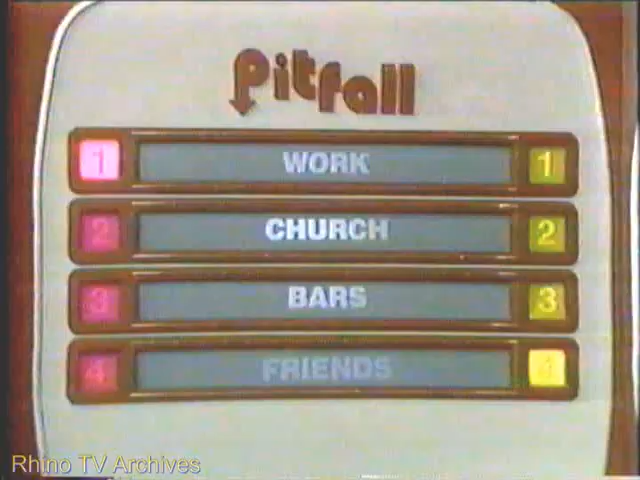 Pitfall
1 WORK 1
2 CHURCH 2
3 BARS 3
4 FRIENDS 4
Rhino TV Archives